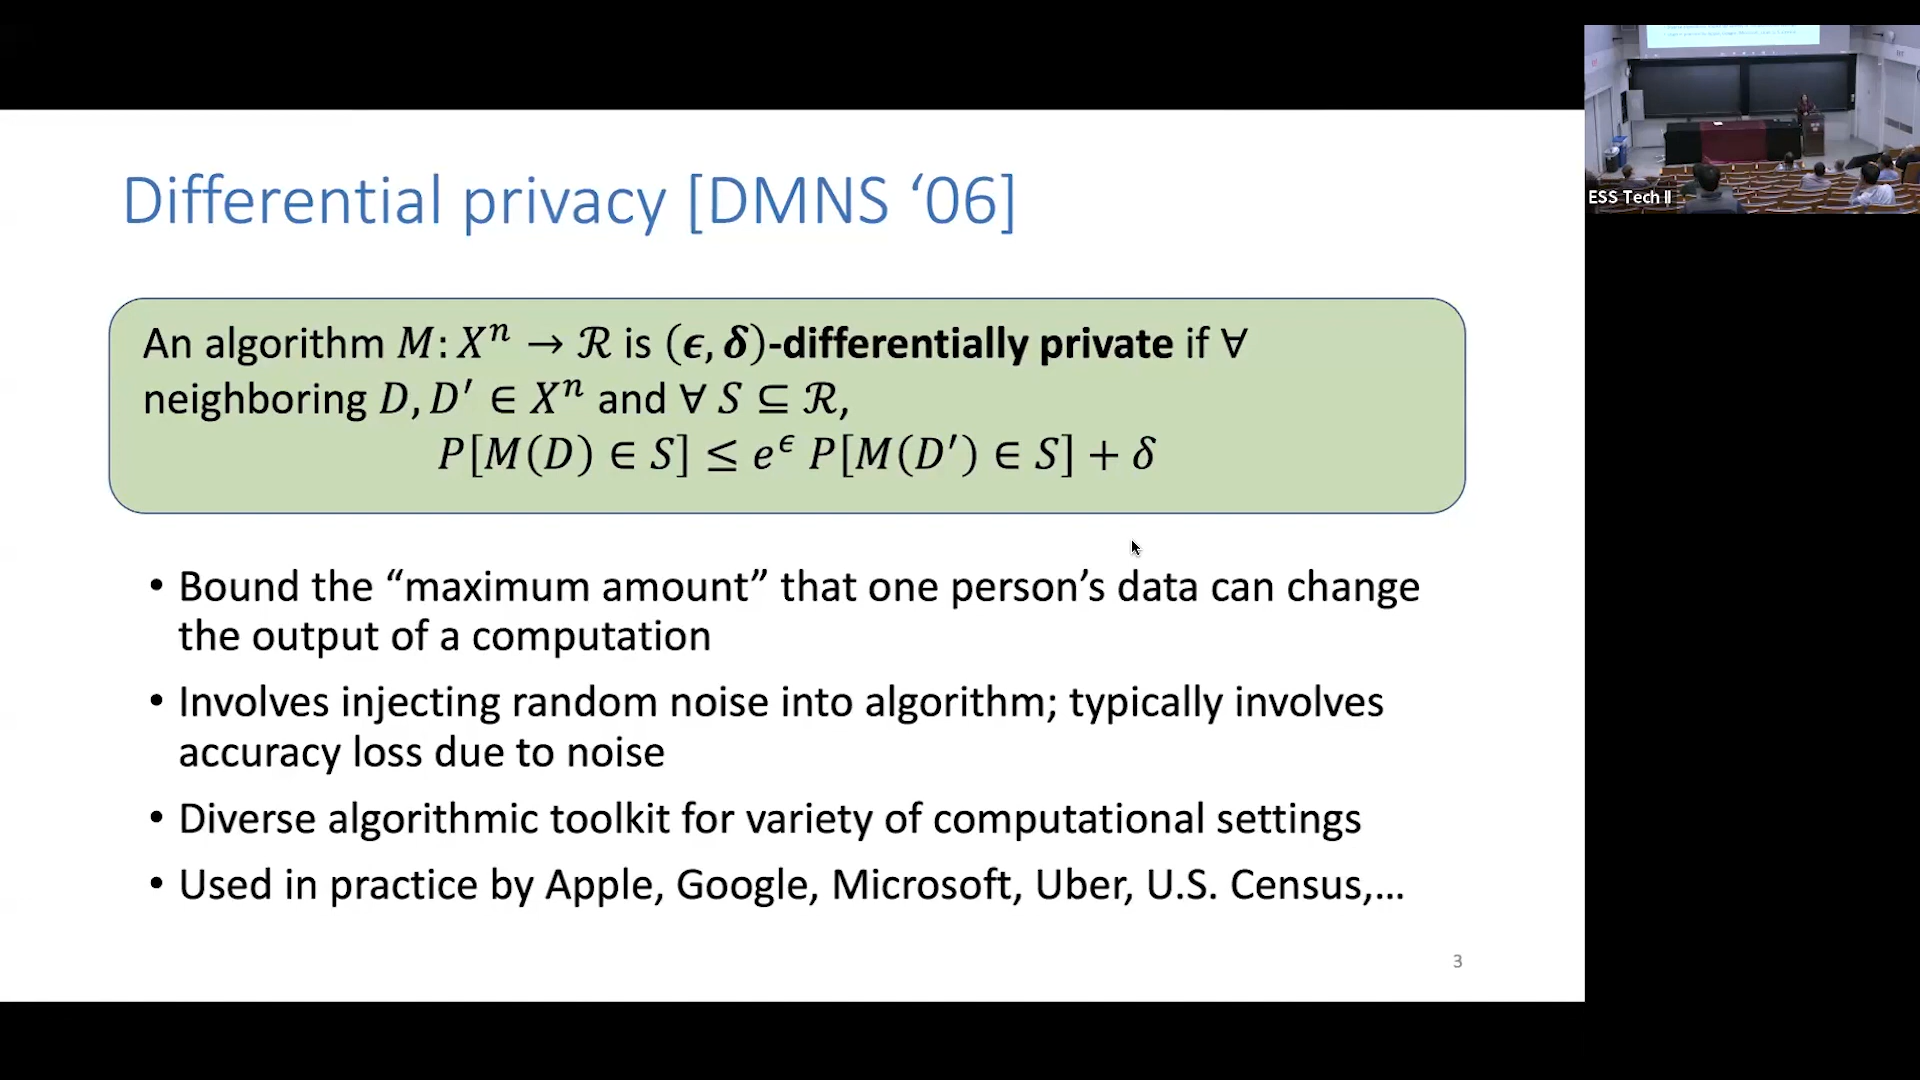 Differential privacy [DMNS ‘06]
An algorithm M: Xⁿ → ℛ is (ϵ, δ)-differentially private if ∀
neighboring D, D′ ∈ Xⁿ and ∀ S ⊆ ℛ,
P[M(D) ∈ S] ≤ e^ϵ P[M(D′) ∈ S] + δ
• Bound the “maximum amount” that one person’s data can change
the output of a computation
• Involves injecting random noise into algorithm; typically involves
accuracy loss due to noise
• Diverse algorithmic toolkit for variety of computational settings
• Used in practice by Apple, Google, Microsoft, Uber, U.S. Census,...
3
ESS Tech II